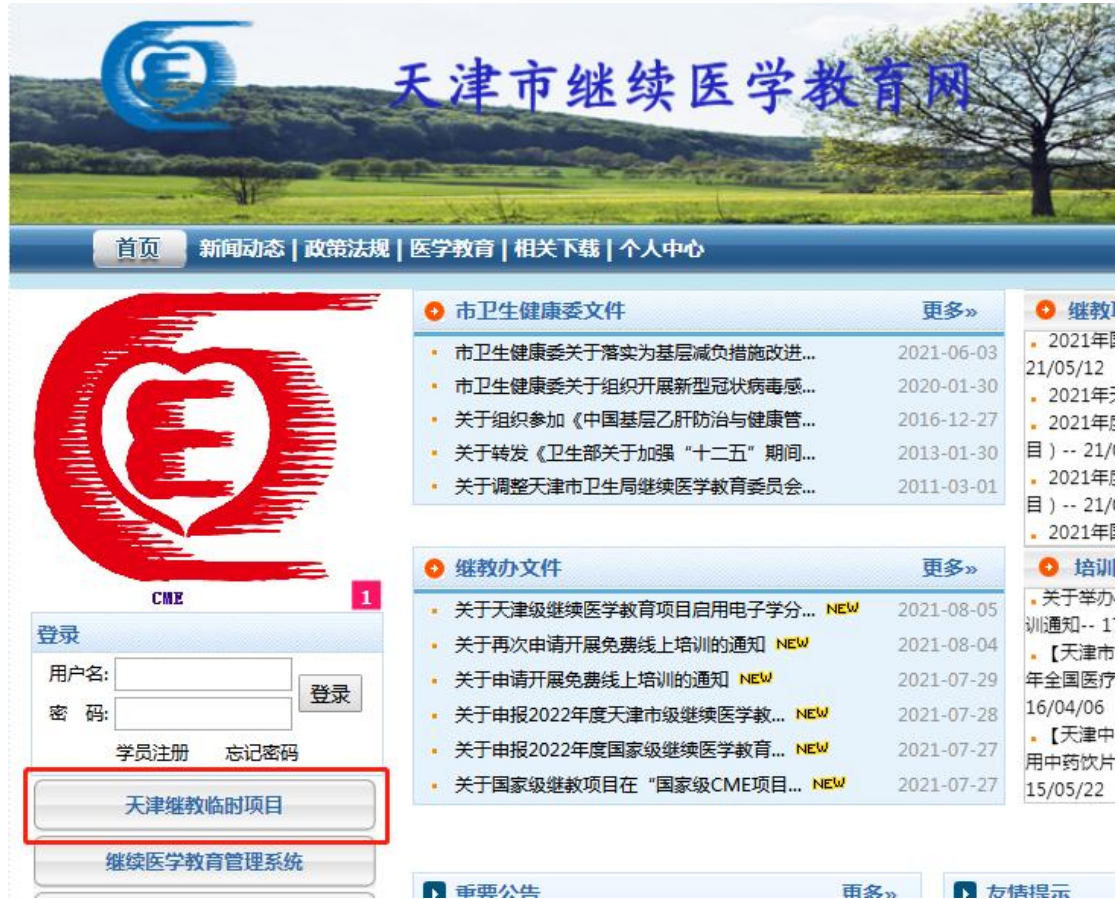 天津市继续医学教育网
首页 新闻动态 | 政策法规 | 医学教育 | 相关下载 | 个人中心
CME
1
登录
用户名:
密 码:
登录
学员注册 忘记密码
天津继教临时项目
继续医学教育管理系统
市卫生健康委文件 更多»
市卫生健康委关于落实为基层减负措施改进... 2021-06-03
市卫生健康委关于组织开展新型冠状病毒感... 2020-01-30
关于组织参加《中国基层乙肝防治与健康管... 2016-12-27
关于转发《卫生部关于加强“十二五”期间... 2013-01-30
关于调整天津市卫生局继续医学教育委员会... 2011-03-01
继教办文件 更多»
关于天津级继续医学教育项目启用电子学分... NEW 2021-08-05
关于再次申请开展免费线上培训的通知 NEW 2021-08-04
关于申请开展免费线上培训的通知 NEW 2021-07-29
关于申报2022年度天津市级继续医学教... NEW 2021-07-28
关于申报2022年度国家级继续医学教育... NEW 2021-07-27
关于国家级继教项目在“国家级CME项目... NEW 2021-07-27
重要公告 更多»
继教
2021年
21/05/12
2021年
2021年
目）-- 21/
2021年
目）-- 21/
2021年
培训
关于举办
训通知-- 1
【天津市
年全国医疗
16/04/06
【天津中
用中药饮片
15/05/22
友情提示